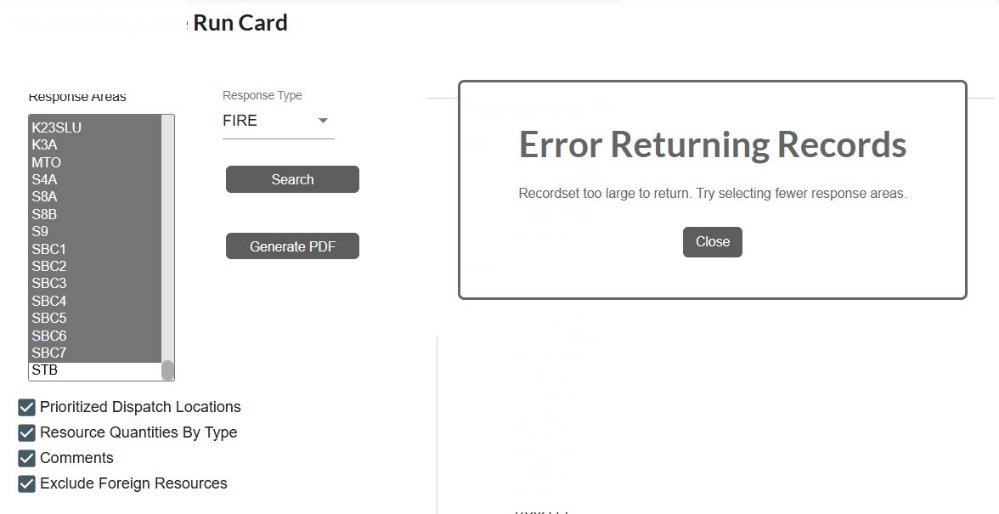 Run Card
Response Areas
K23SLU
K3A
MTO
S4A
S8A
S8B
S9
SBC1
SBC2
SBC3
SBC4
SBC5
SBC6
SBC7
STB
Response Type
FIRE
Search
Generate PDF
Prioritized Dispatch Locations
Resource Quantities By Type
Comments
Exclude Foreign Resources
Error Returning Records
Recordset too large to return. Try selecting fewer response areas.
Close